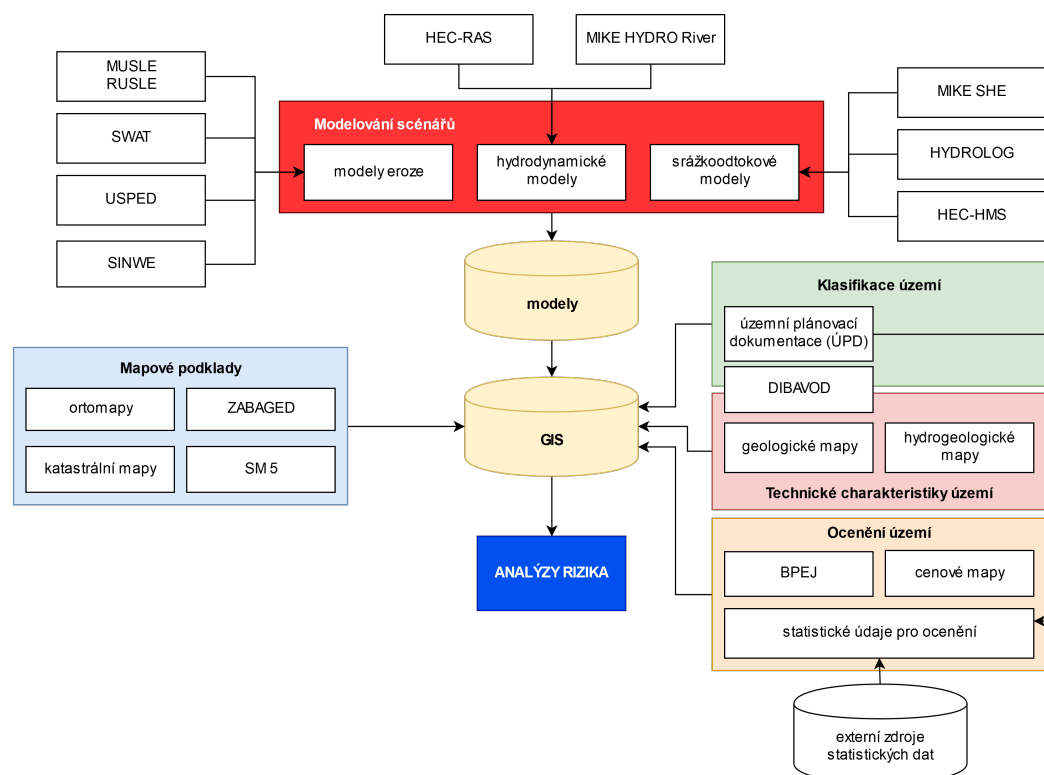 HEC-RAS
MIKE HYDRO River
MUSLE
RUSLE
SWAT
USPED
SINWE
Modelování scénářů
modely eroze
hydrodynamické
modely
srážkoodtokové
modely
MIKE SHE
HYDROLOG
HEC-HMS
modely
Klasifikace území
územní plánovací
dokumentace (ÚPD)
DIBAVOD
Mapové podklady
ortomapy
ZABAGED
katastrální mapy
SM 5
GIS
geologické mapy
hydrogeologické
mapy
Technické charakteristiky území
ANALÝZY RIZIKA
Ocenění území
BPEJ
cenové mapy
statistické údaje pro ocenění
externí zdroje
statistických dat